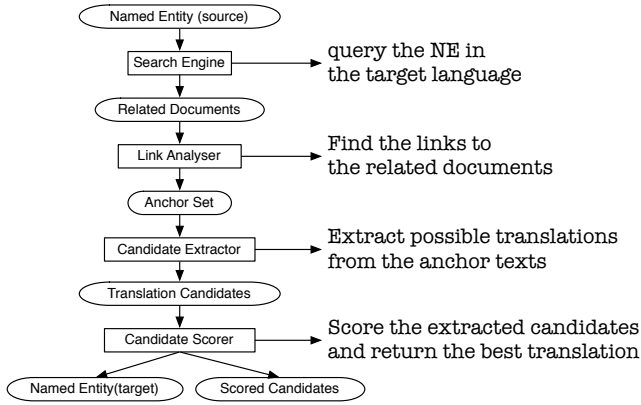 Named Entity (source)
Search Engine
query the NE in
the target language
Related Documents
Link Analyser
Find the links to
the related documents
Anchor Set
Candidate Extractor
Extract possible translations
from the anchor texts
Translation Candidates
Candidate Scorer
Score the extracted candidates
and return the best translation
Named Entity(target)
Scored Candidates